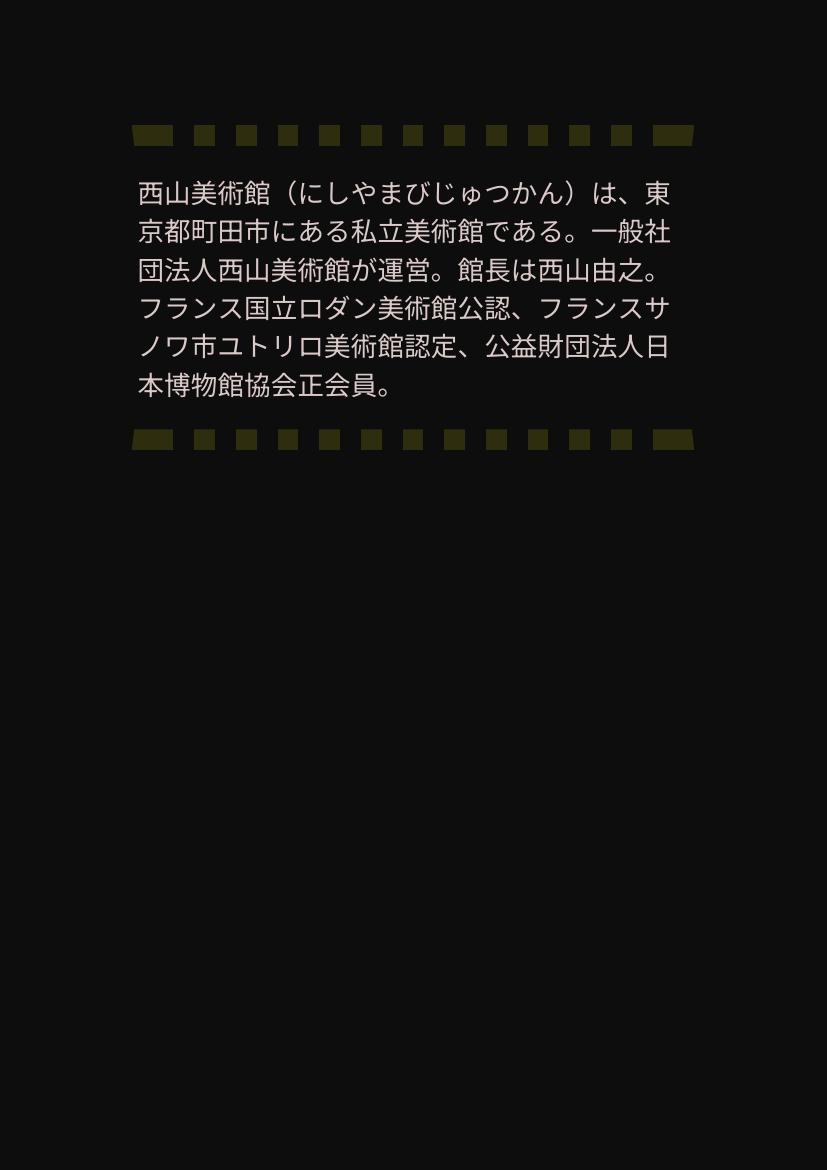 西山美術館（にしやまびじゅつかん）は、東
京都町田市にある私立美術館である。一般社
団法人西山美術館が運営。館長は西山由之。
フランス国立ロダン美術館公認、フランスサ
ノワ市ユトリロ美術館認定、公益財団法人日
本博物館協会正会員。